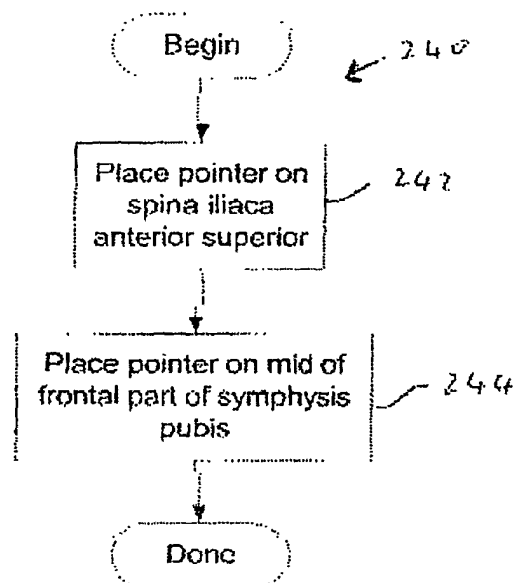 Begin
240
Place pointer on
spina iliaca
anterior superior
242
Place pointer on mid of
frontal part of symphysis
pubis
244
Done